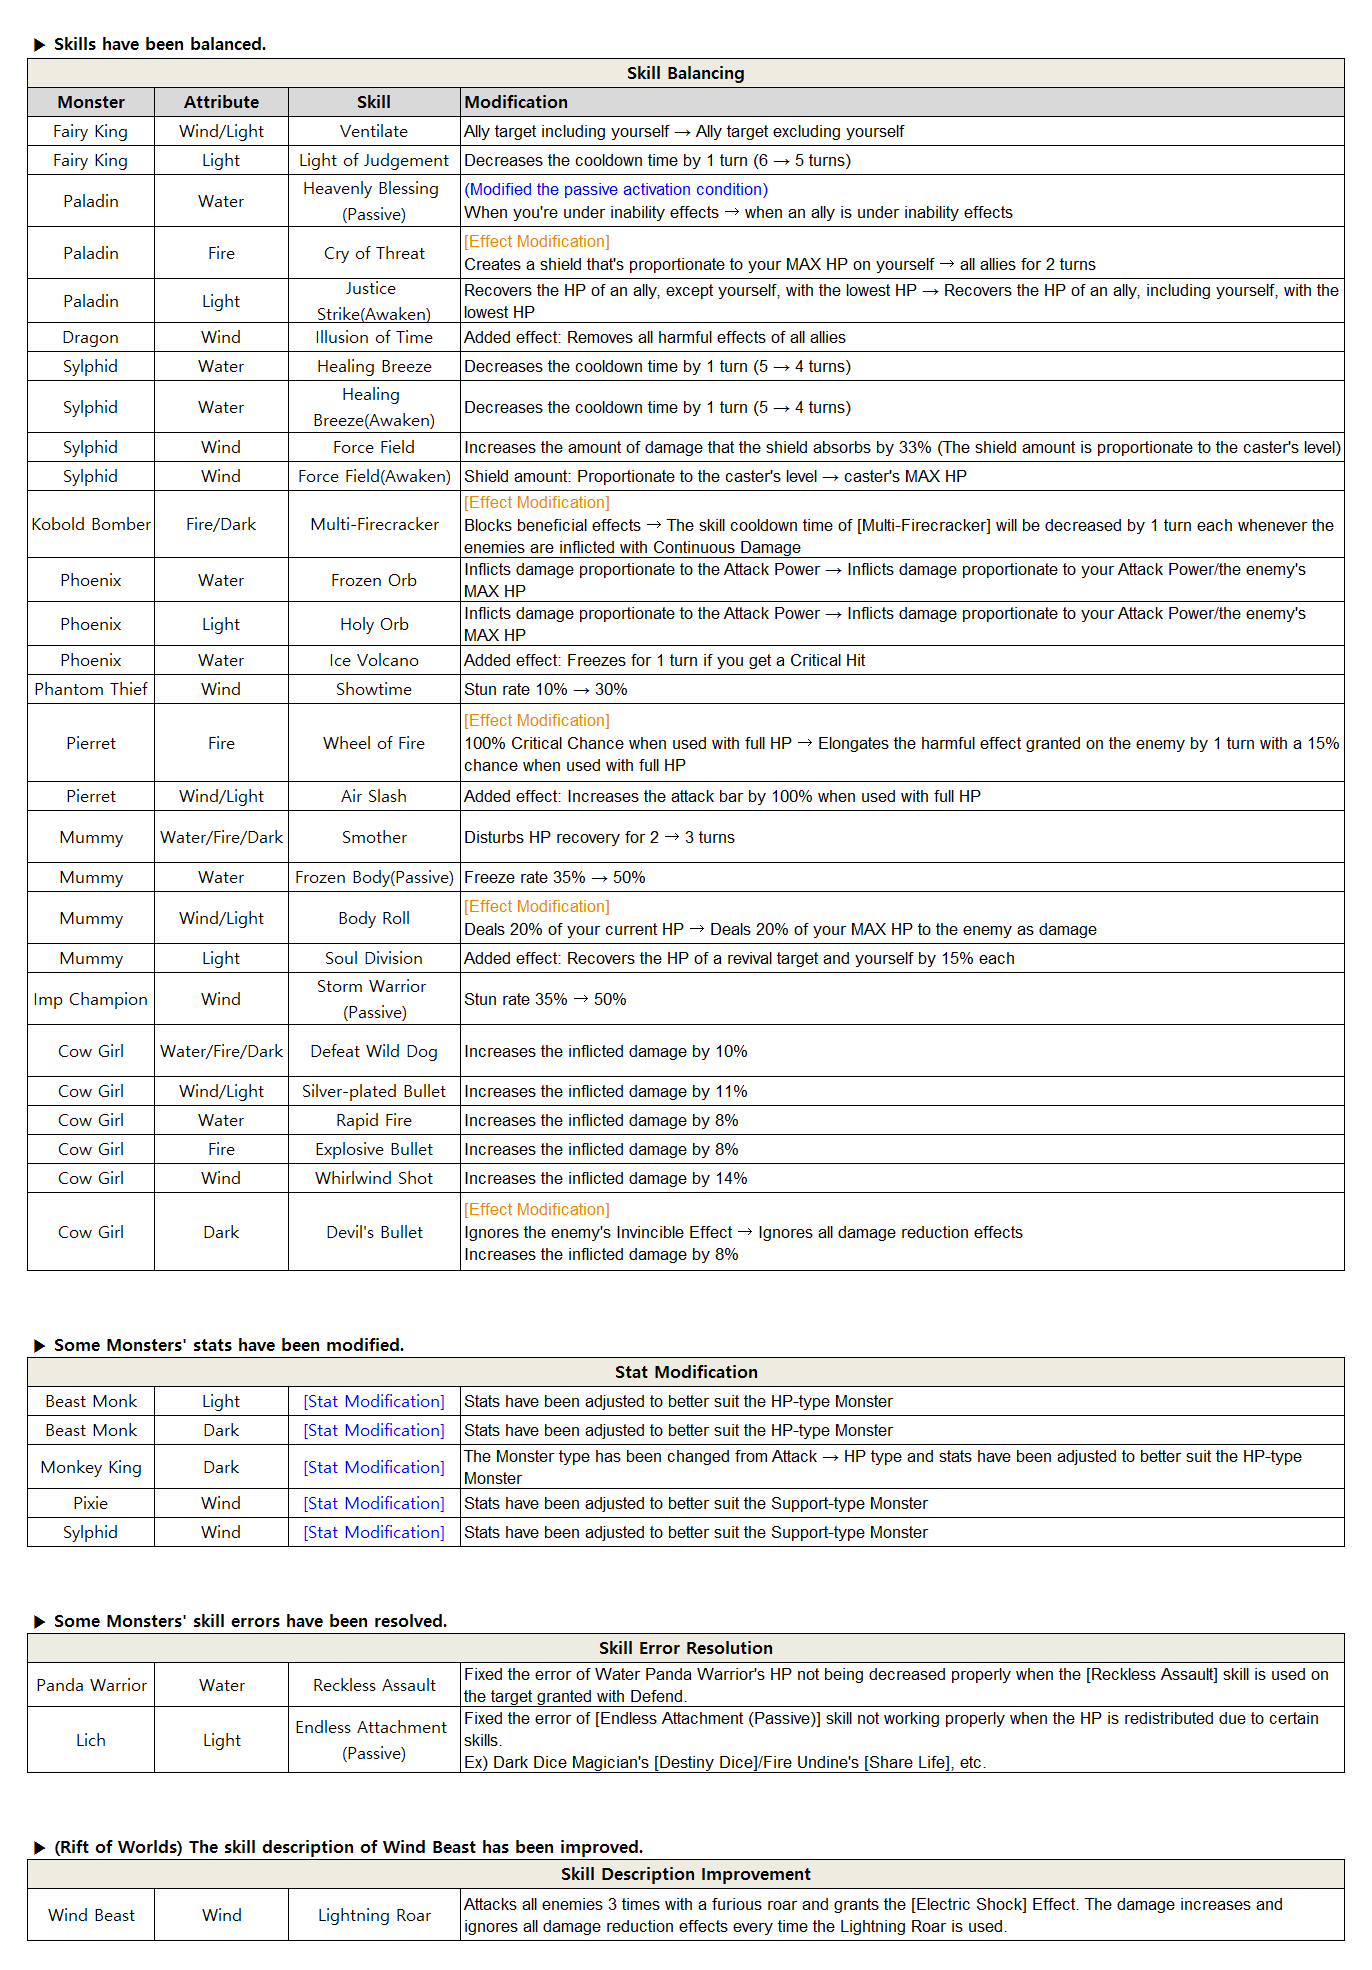 ▶ Skills have been balanced.
Skill Balancing
Monster Attribute Skill Modification
Fairy King Wind/Light Ventilate Ally target including yourself → Ally target excluding yourself
Fairy King Light Light of Judgement Decreases the cooldown time by 1 turn (6 → 5 turns)
Paladin Water Heavenly Blessing (Passive) (Modified the passive activation condition)
When you're under inability effects → when an ally is under inability effects
Paladin Fire Cry of Threat [Effect Modification]
Creates a shield that's proportionate to your MAX HP on yourself → all allies for 2 turns
Paladin Light Justice Strike(Awaken) Recovers the HP of an ally, except yourself, with the lowest HP → Recovers the HP of an ally, including yourself, with the
lowest HP
Dragon Wind Illusion of Time Added effect: Removes all harmful effects of all allies
Sylphid Water Healing Breeze Decreases the cooldown time by 1 turn (5 → 4 turns)
Sylphid Water Healing Breeze(Awaken) Decreases the cooldown time by 1 turn (5 → 4 turns)
Sylphid Wind Force Field Increases the amount of damage that the shield absorbs by 33% (The shield amount is proportionate to the caster's level)
Sylphid Wind Force Field(Awaken) Shield amount: Proportionate to the caster's level → caster's MAX HP
Kobold Bomber Fire/Dark Multi-Firecracker [Effect Modification]
Blocks beneficial effects → The skill cooldown time of [Multi-Firecracker] will be decreased by 1 turn each whenever the
enemies are inflicted with Continuous Damage
Phoenix Water Frozen Orb Inflicts damage proportionate to the Attack Power → Inflicts damage proportionate to your Attack Power/the enemy's
MAX HP
Phoenix Light Holy Orb Inflicts damage proportionate to the Attack Power → Inflicts damage proportionate to your Attack Power/the enemy's
MAX HP
Phoenix Water Ice Volcano Added effect: Freezes for 1 turn if you get a Critical Hit
Phantom Thief Wind Showtime Stun rate 10% → 30%
Pierret Fire Wheel of Fire [Effect Modification]
100% Critical Chance when used with full HP → Elongates the harmful effect granted on the enemy by 1 turn with a 15%
chance when used with full HP
Pierret Wind/Light Air Slash Added effect: Increases the attack bar by 100% when used with full HP
Mummy Water/Fire/Dark Smother Disturbs HP recovery for 2 → 3 turns
Mummy Water Frozen Body(Passive) Freeze rate 35% → 50%
Mummy Wind/Light Body Roll [Effect Modification]
Deals 20% of your current HP → Deals 20% of your MAX HP to the enemy as damage
Mummy Light Soul Division Added effect: Recovers the HP of a revival target and yourself by 15% each
Imp Champion Wind Storm Warrior (Passive) Stun rate 35% → 50%
Cow Girl Water/Fire/Dark Defeat Wild Dog Increases the inflicted damage by 10%
Cow Girl Wind/Light Silver-plated Bullet Increases the inflicted damage by 11%
Cow Girl Water Rapid Fire Increases the inflicted damage by 8%
Cow Girl Fire Explosive Bullet Increases the inflicted damage by 8%
Cow Girl Wind Whirlwind Shot Increases the inflicted damage by 14%
Cow Girl Dark Devil's Bullet [Effect Modification]
Ignores the enemy's Invincible Effect → Ignores all damage reduction effects
Increases the inflicted damage by 8%
▶ Some Monsters' stats have been modified.
Stat Modification
Beast Monk Light [Stat Modification] Stats have been adjusted to better suit the HP-type Monster
Beast Monk Dark [Stat Modification] Stats have been adjusted to better suit the HP-type Monster
Monkey King Dark [Stat Modification] The Monster type has been changed from Attack → HP type and stats have been adjusted to better suit the HP-type
Monster
Pixie Wind [Stat Modification] Stats have been adjusted to better suit the Support-type Monster
Sylphid Wind [Stat Modification] Stats have been adjusted to better suit the Support-type Monster
▶ Some Monsters' skill errors have been resolved.
Skill Error Resolution
Panda Warrior Water Reckless Assault Fixed the error of Water Panda Warrior's HP not being decreased properly when the [Reckless Assault] skill is used on
the target granted with Defend.
Lich Light Endless Attachment (Passive) Fixed the error of [Endless Attachment (Passive)] skill not working properly when the HP is redistributed due to certain
skills.
Ex) Dark Dice Magician's [Destiny Dice]/Fire Undine's [Share Life], etc.
▶ (Rift of Worlds) The skill description of Wind Beast has been improved.
Skill Description Improvement
Wind Beast Wind Lightning Roar Attacks all enemies 3 times with a furious roar and grants the [Electric Shock] Effect. The damage increases and
ignores all damage reduction effects every time the Lightning Roar is used.